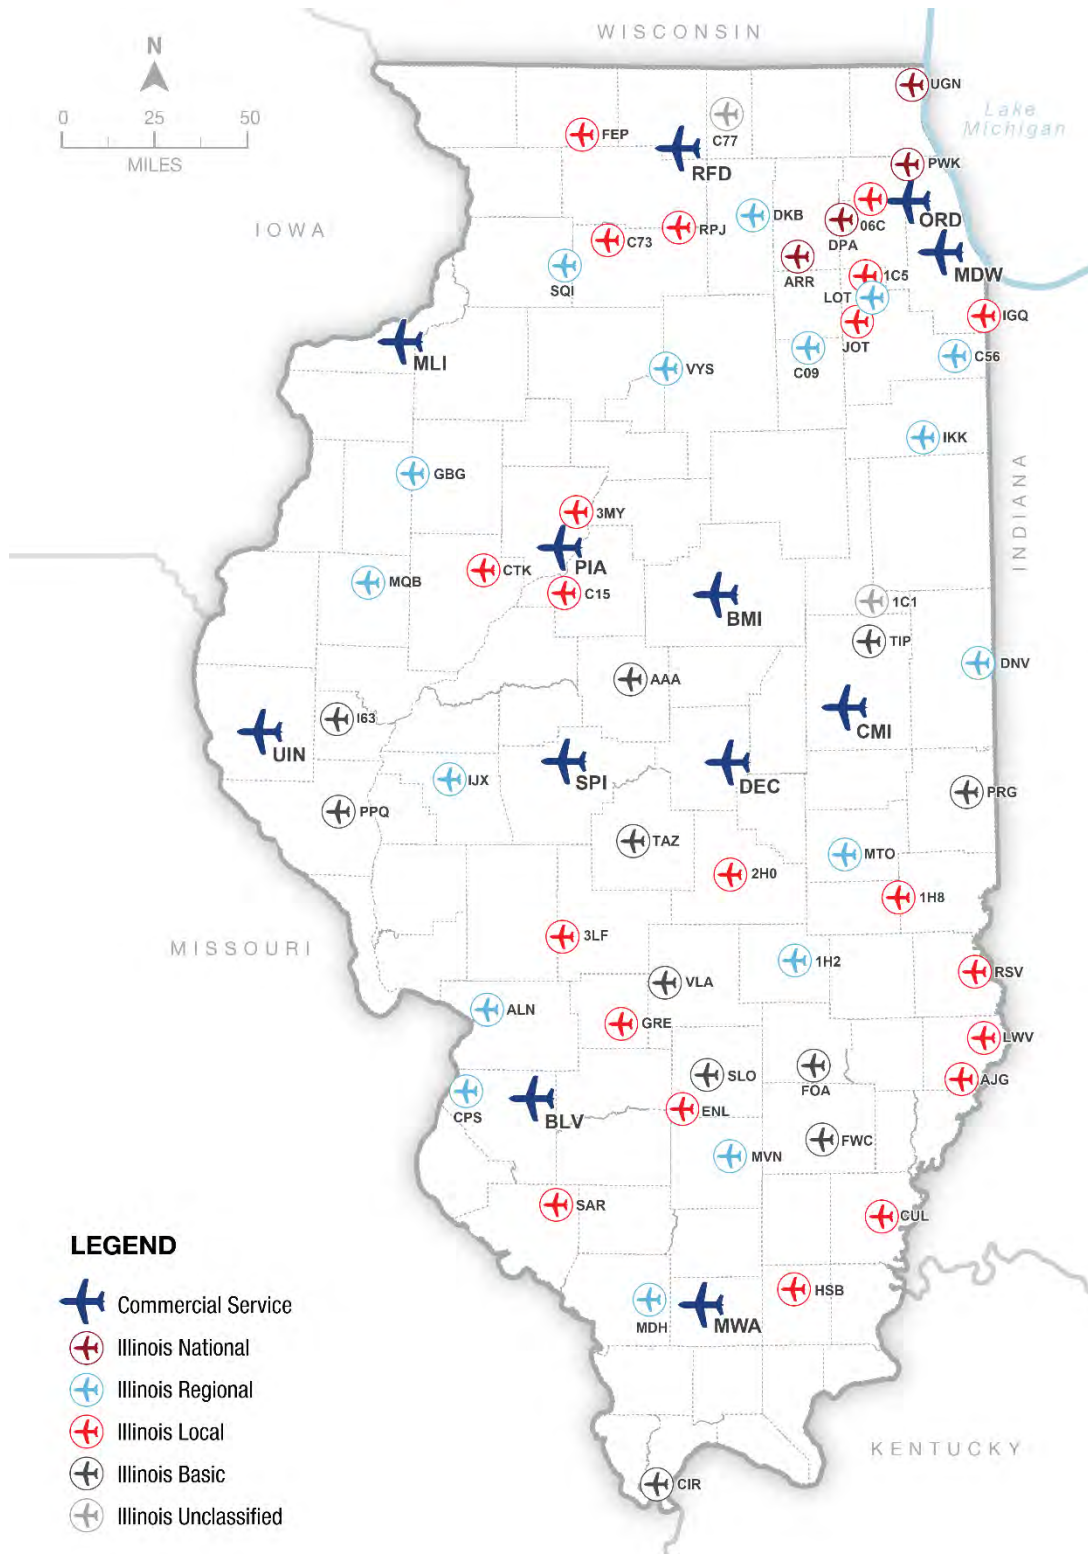 WISCONSIN
N
0 25 50
MILES
UGN
Lake
Michigan
FEP
C77
RFD
PWK
IOWA
DKB
06C
ORD
RPJ
C73
DPA
MDW
SQI
ARR
1C5
LOT
IGQ
JOT
MLI
C09
C56
VYS
IKK
INDIANA
GBG
3MY
PIA
CTK
MQB
C15
BMI
1C1
TIP
DNV
AAA
I63
CMI
UIN
SPI
DEC
IJX
PRG
PPQ
TAZ
MTO
2H0
1H8
MISSOURI
3LF
1H2
RSV
VLA
ALN
GRE
LWV
SLO
FOA
AJG
CPS
BLV
ENL
FWC
MVN
SAR
CUL
LEGEND
Commercial Service
HSB
MDH
MWA
Illinois National
Illinois Regional
Illinois Local
KENTUCKY
Illinois Basic
CIR
Illinois Unclassified